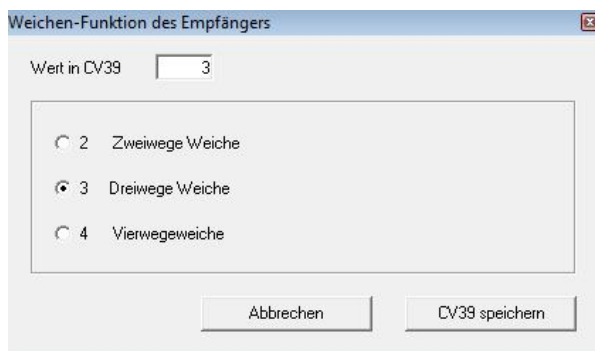 Weichen-Funktion des Empfängers
Wert in CV39 3
2 Zweiwege Weiche
3 Dreiwege Weiche
4 Vierwegeweiche
Abbrechen CV39 speichern